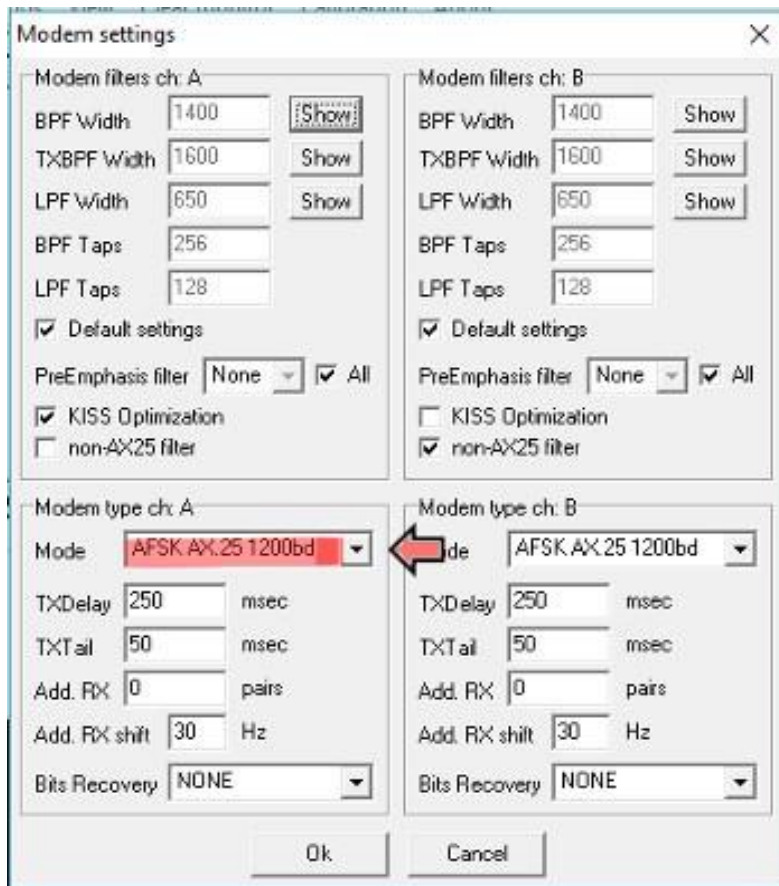 View Clear monitor Calibration About
Modem settings
Modem filters ch: A
BPF Width 1400 Show
TXBPF Width 1600 Show
LPF Width 650 Show
BPF Taps 256
LPF Taps 128
Default settings
PreEmphasis filter None All
KISS Optimization
non-AX25 filter
Modem filters ch: B
BPF Width 1400 Show
TXBPF Width 1600 Show
LPF Width 650 Show
BPF Taps 256
LPF Taps 128
Default settings
PreEmphasis filter None All
KISS Optimization
non-AX25 filter
Modem type ch: A
Mode AFSK AX.25 1200bd
TXDelay 250 msec
TXTail 50 msec
Add. RX 0 pairs
Add. RX shift 30 Hz
Bits Recovery NONE
Modem type ch: B
de AFSK AX.25 1200bd
TXDelay 250 msec
TXTail 50 msec
Add. RX 0 pairs
Add. RX shift 30 Hz
Bits Recovery NONE
Ok Cancel